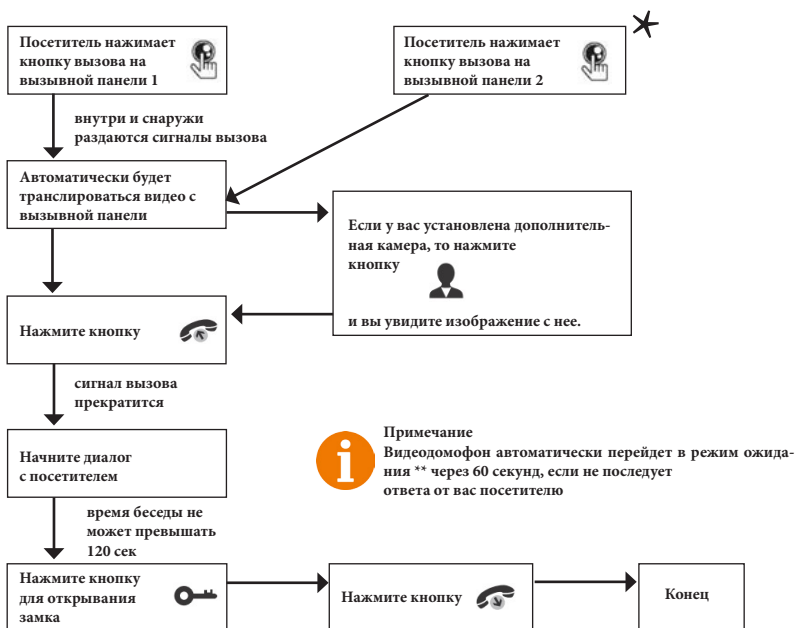 Посетитель нажимает
кнопку вызова на
вызывной панели 1
Посетитель нажимает
кнопку вызова на
вызывной панели 2
внутри и снаружи
раздаются сигналы вызова
Автоматически будет
транслироваться видео с
вызывной панели
Если у вас установлена дополнитель-
ная камера, то нажмите
кнопку
и вы увидите изображение с нее.
Нажмите кнопку
сигнал вызова
прекратится
Начните диалог
с посетителем
Примечание
Видеодомофон автоматически перейдет в режим ожида-
ния ** через 60 секунд, если не последует
ответа от вас посетителю
время беседы не
может превышать
120 сек
Нажмите кнопку
для открывания
замка
Нажмите кнопку
Конец